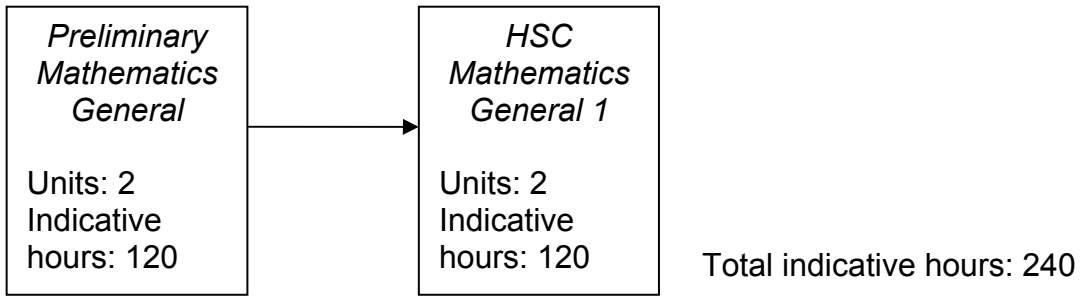 Preliminary
Mathematics
General
Units: 2
Indicative
hours: 120
HSC
Mathematics
General 1
Units: 2
Indicative
hours: 120
Total indicative hours: 240